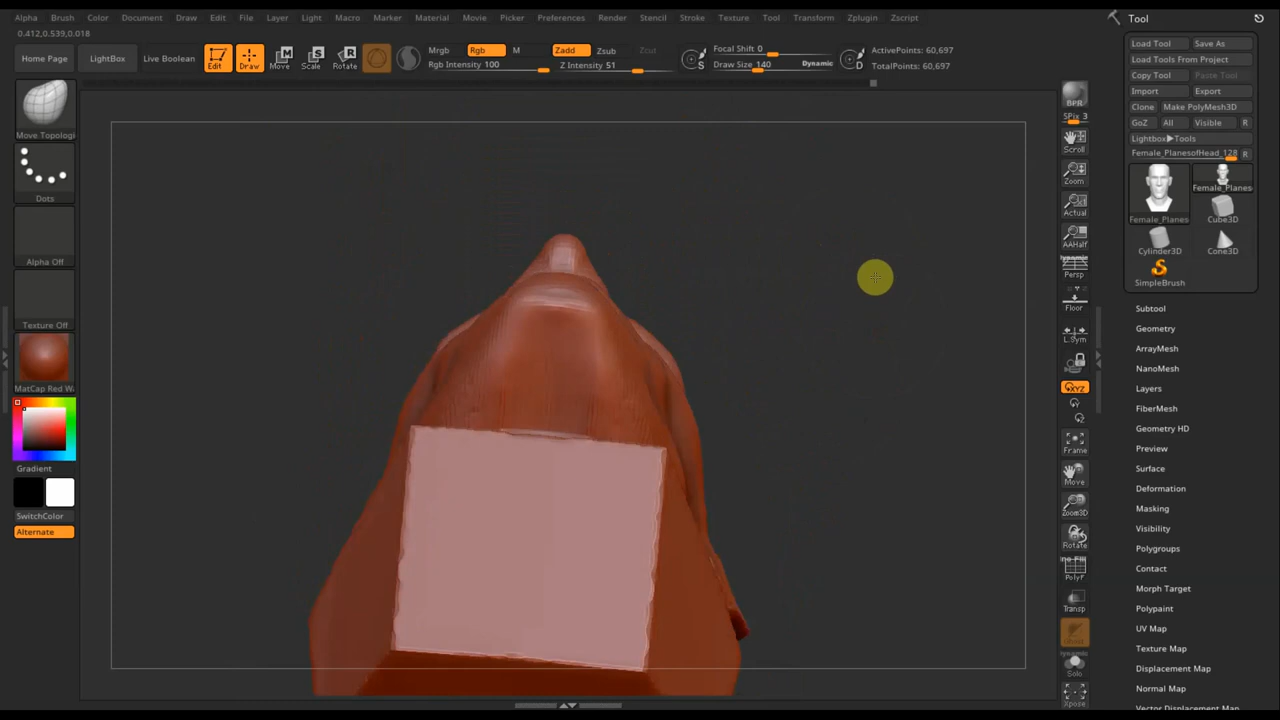 Alpha Brush Color Document Draw Edit File Layer Light Macro Marker Material Movie Picker Preferences Render Stencil Stroke Texture Tool Transform Zplugin Zscript
Tool
0.412,0.539,0.018
Home Page
LightBox
Live Boolean
Edit
Draw
Move
Scale
Rotate
Mrgb
Rgb
M
Rgb Intensity 100
Zadd
Zsub
Zcut
Z Intensity 51
S
Focal Shift 0
Draw Size 140
Dynamic
D
ActivePoints: 60,697
TotalPoints: 60,697
Load Tool
Save As
Load Tools From Project
Copy Tool
Paste Tool
Import
Export
Clone
Make PolyMesh3D
GoZ
All
Visible
R
Lightbox▶Tools
Female_PlanesofHead_128
R
Female_Planes
Female_Planes
Cube3D
Cylinder3D
Cone3D
SimpleBrush
Subtool
Geometry
ArrayMesh
NanoMesh
Layers
FiberMesh
Geometry HD
Preview
Surface
Deformation
Masking
Visibility
Polygroups
Contact
Morph Target
Polypaint
UV Map
Texture Map
Displacement Map
Normal Map
Vector Displacement Map
Move Topologi
Dots
Alpha Off
Texture Off
MatCap Red Wa
Gradient
SwitchColor
Alternate
BPR
SPix 3
Scroll
Zoom
Actual
AAHalf
Dynamic
Persp
Floor
L.Sym
XYZ
Frame
Move
Zoom3D
Rotate
PolyF
Transp
Dynamic
Solo
Xpose